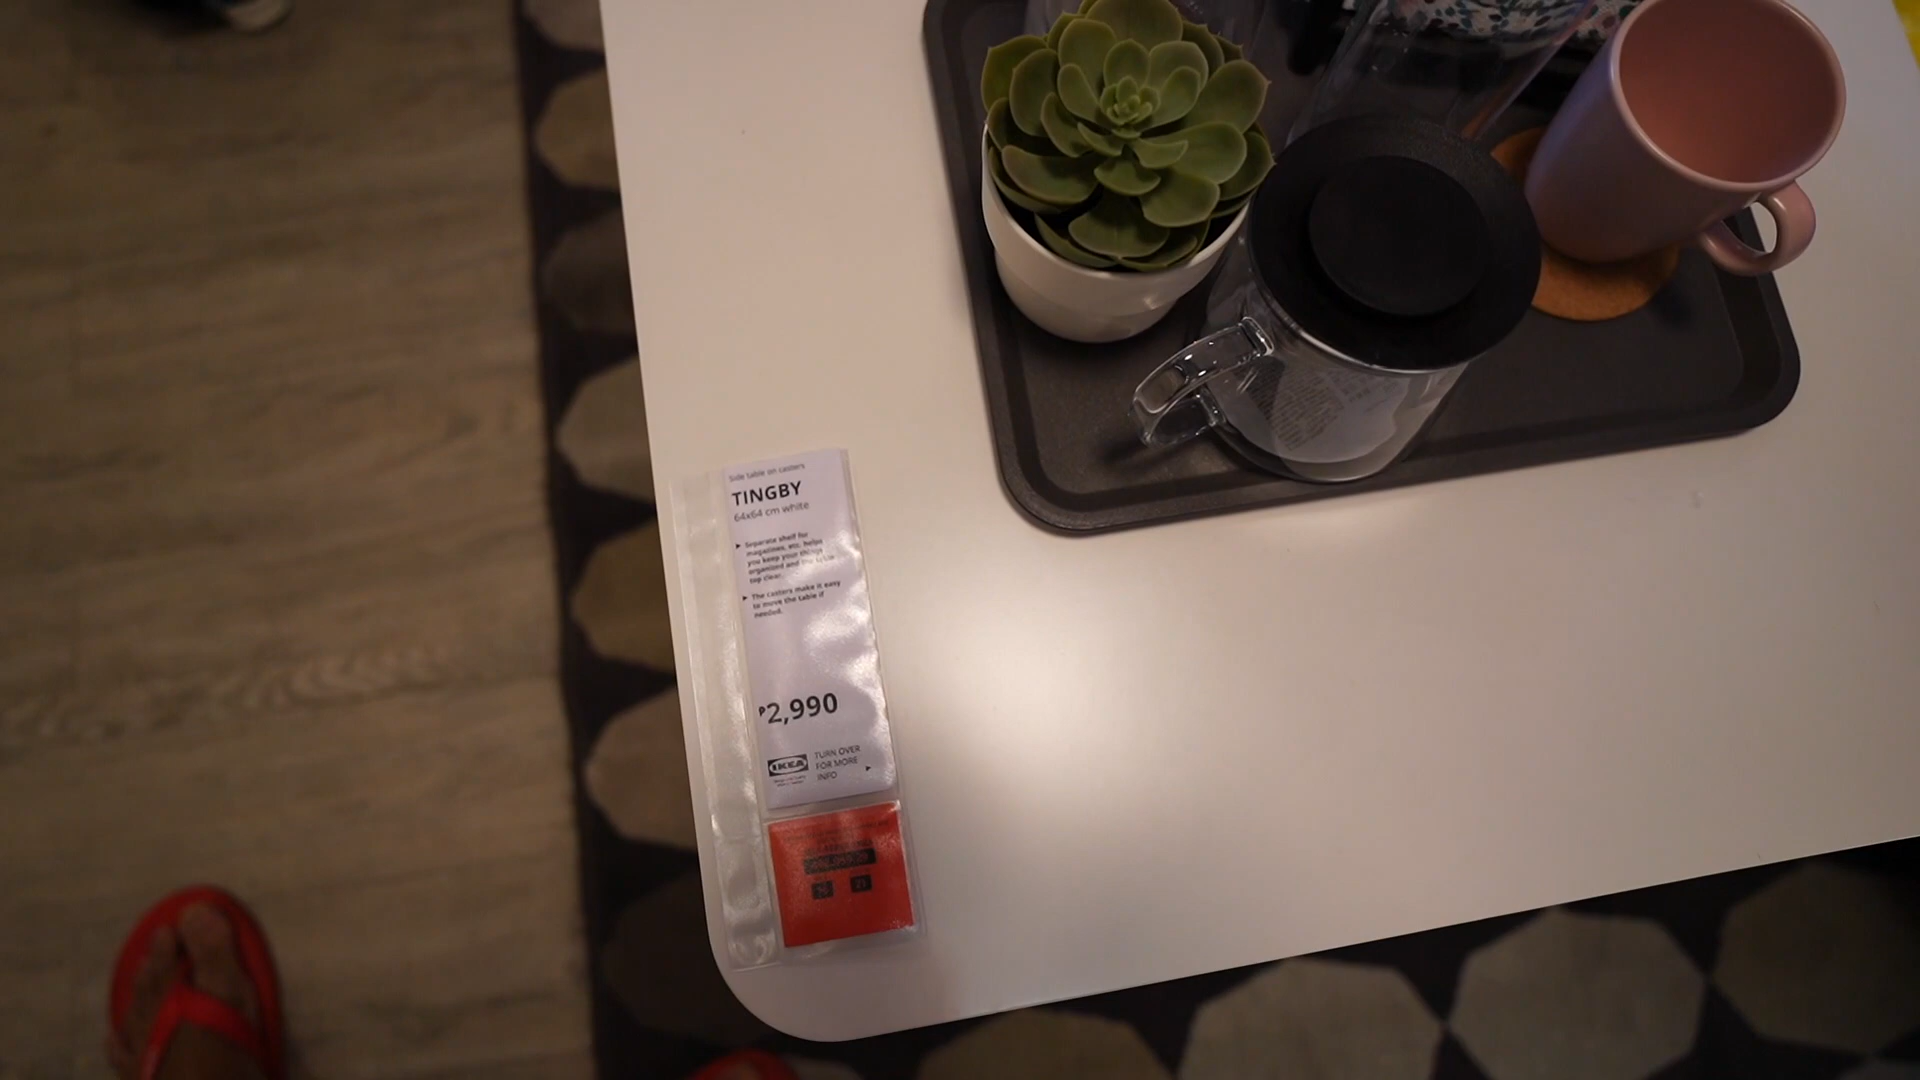 Side table on casters
TINGBY
64x64 cm white
▸ Separate shelf for
magazines, etc. helps
you keep your things
organized and the table
top clear.
▸ The casters make it easy
to move the table if
needed.
₱2,990
IKEA
TURN OVER
FOR MORE
INFO ▸
21